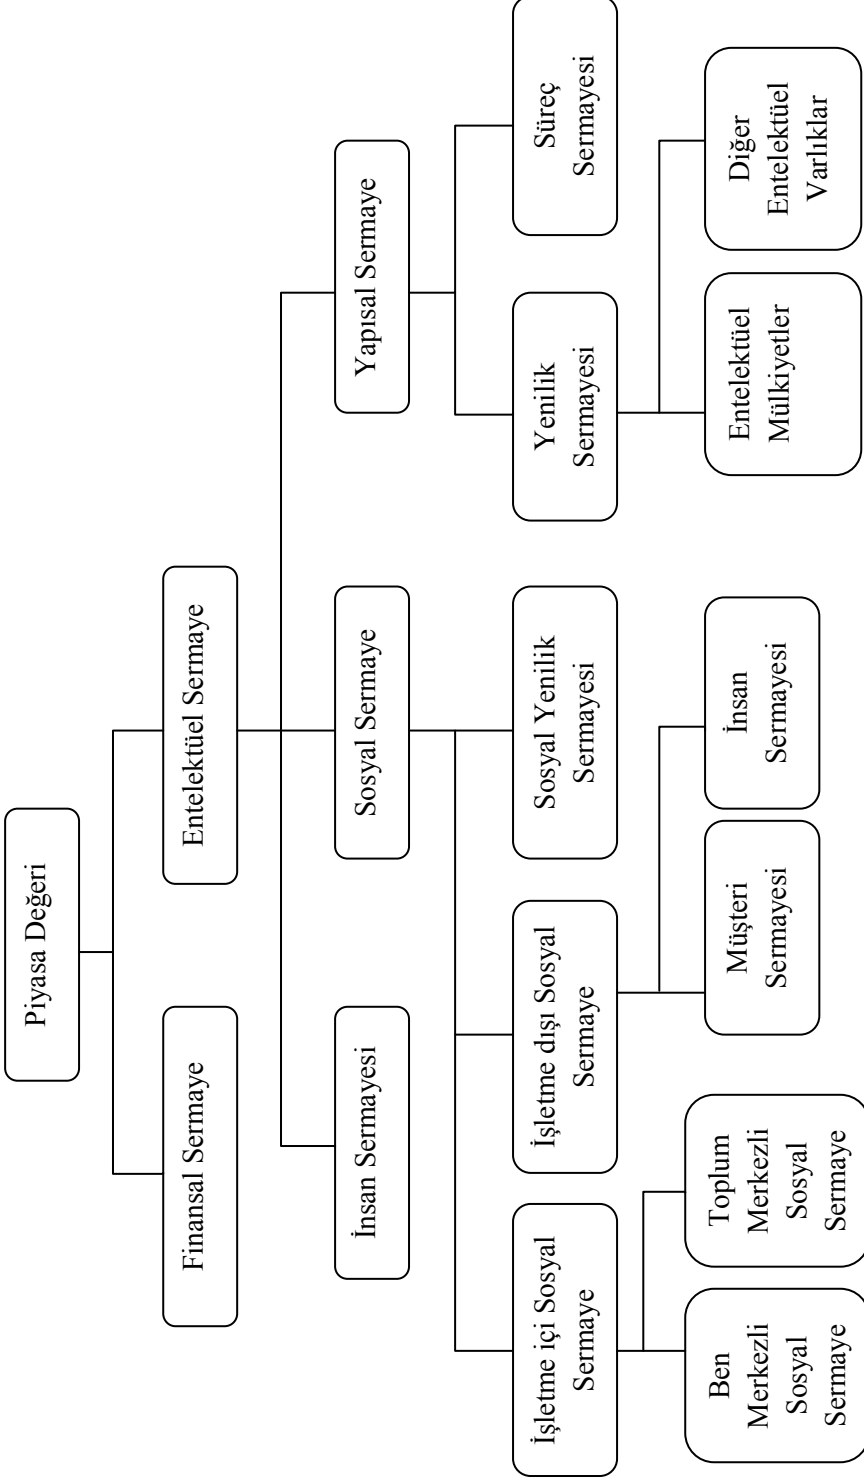 Piyasa Değeri
Finansal Sermaye
Entelektüel Sermaye
İnsan Sermayesi
Sosyal Sermaye
Yapısal Sermaye
İşletme içi Sosyal
Sermaye
İşletme dışı Sosyal
Sermaye
Sosyal Yenilik
Sermayesi
Yenilik
Sermayesi
Süreç
Sermayesi
Ben
Merkezli
Sosyal
Sermaye
Toplum
Merkezli
Sosyal
Sermaye
Müşteri
Sermayesi
İnsan
Sermayesi
Entelektüel
Mülkiyetler
Diğer
Entelektüel
Varlıklar